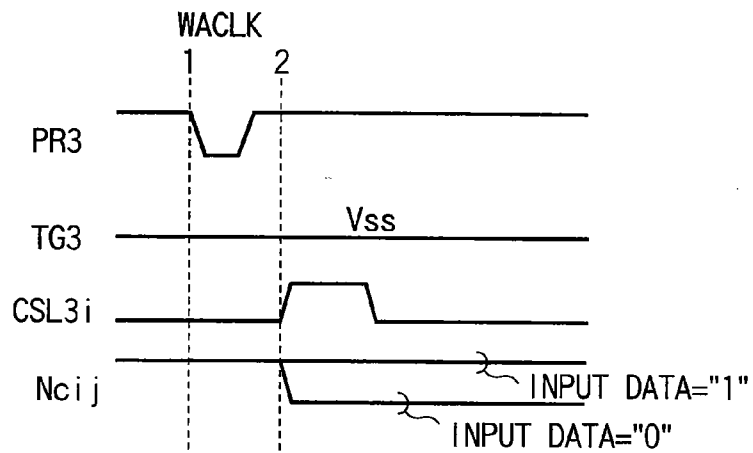 WACLK
1 2
PR3
Vss
TG3
CSL3i
Ncij
INPUT DATA="1"
INPUT DATA="0"